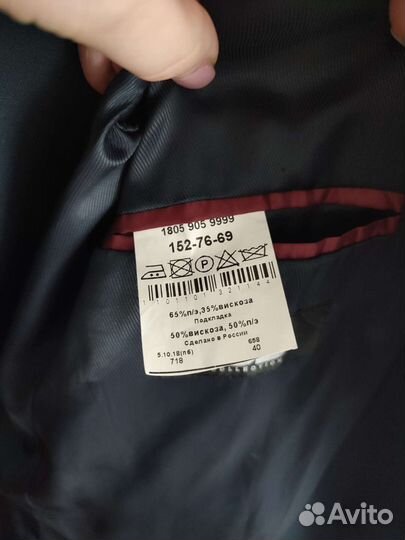 1805 905 9999
152-76-69
P
1101101321144
65%п/э,35%вискоза
Подкладка
50%вискоза, 50%п/э
Сделано в России
5.10.18(пб) 658
718 40
Avito